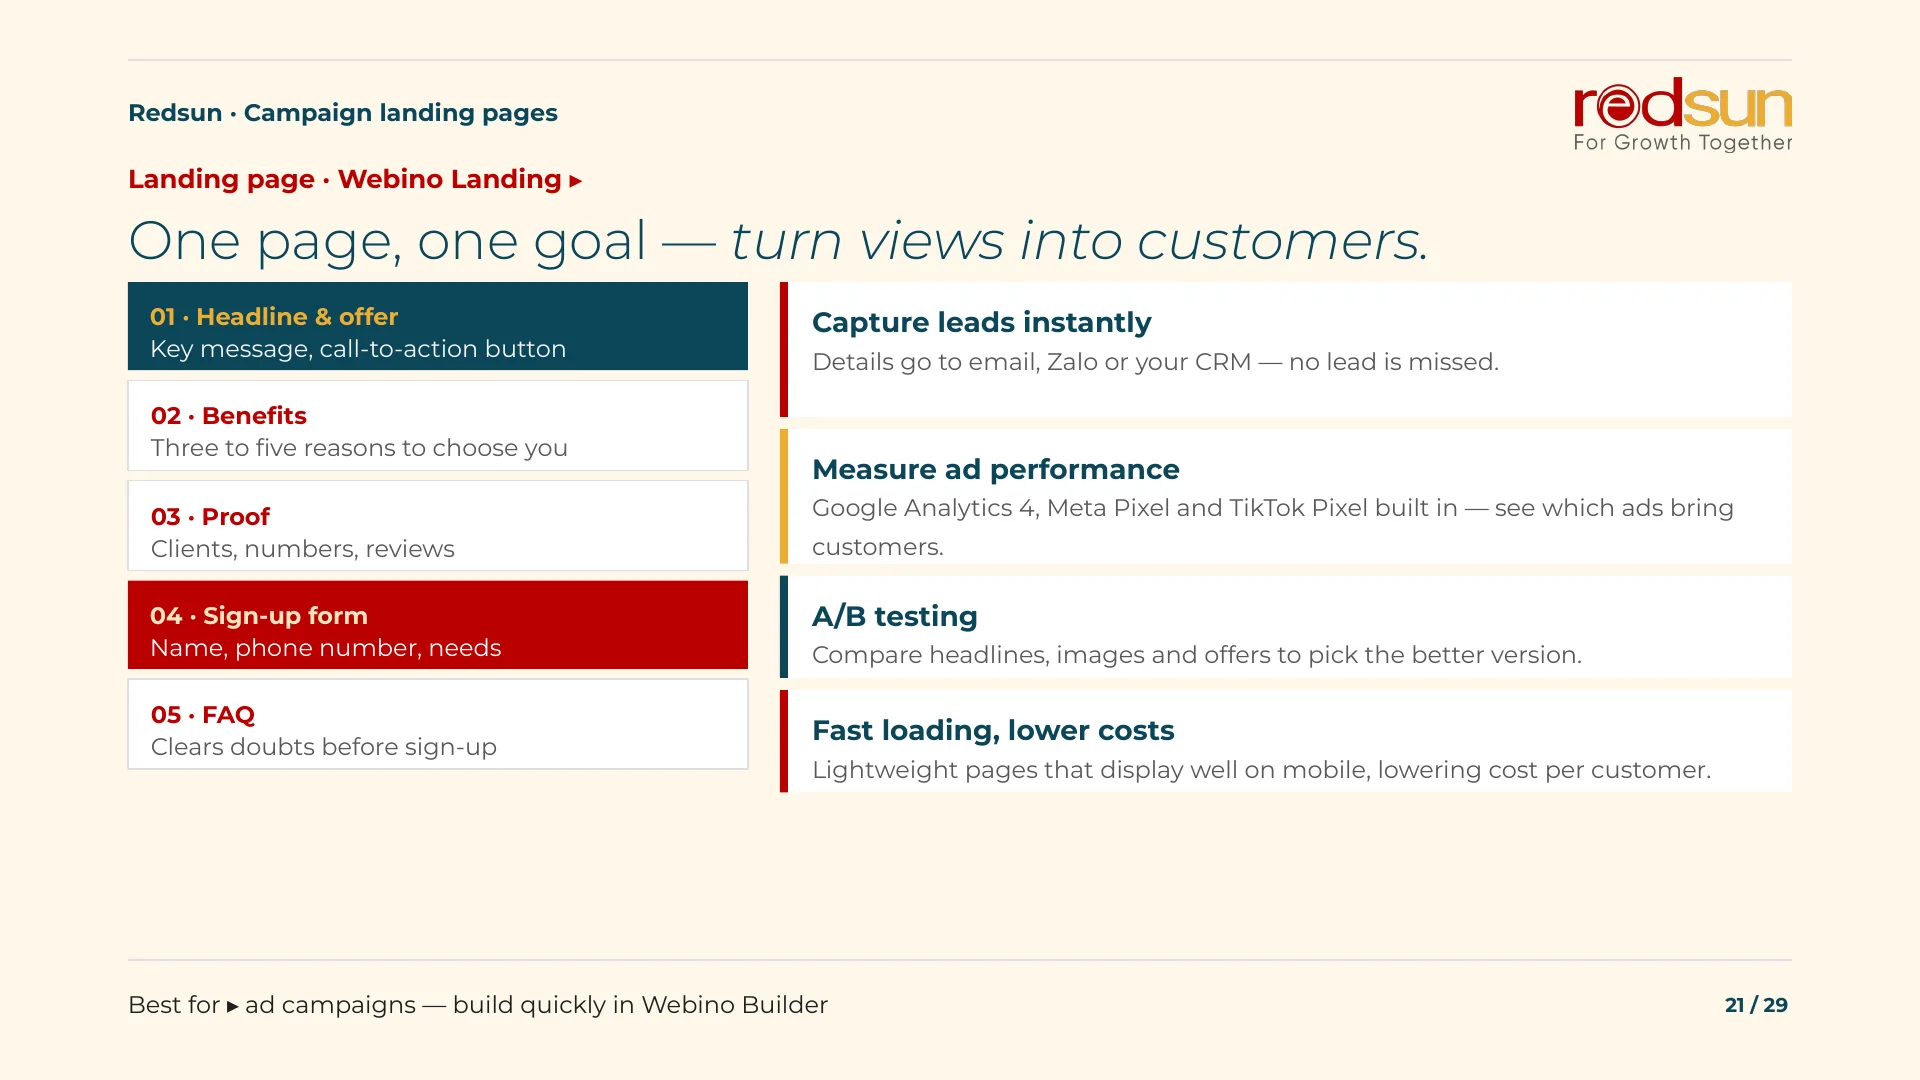 Redsun · Campaign landing pages
redsun
For Growth Together
Landing page · Webino Landing ▸
One page, one goal — turn views into customers.
01 · Headline & offer
Key message, call-to-action button
02 · Benefits
Three to five reasons to choose you
03 · Proof
Clients, numbers, reviews
04 · Sign-up form
Name, phone number, needs
05 · FAQ
Clears doubts before sign-up
Capture leads instantly
Details go to email, Zalo or your CRM — no lead is missed.
Measure ad performance
Google Analytics 4, Meta Pixel and TikTok Pixel built in — see which ads bring
customers.
A/B testing
Compare headlines, images and offers to pick the better version.
Fast loading, lower costs
Lightweight pages that display well on mobile, lowering cost per customer.
Best for ▸ ad campaigns — build quickly in Webino Builder
21 / 29